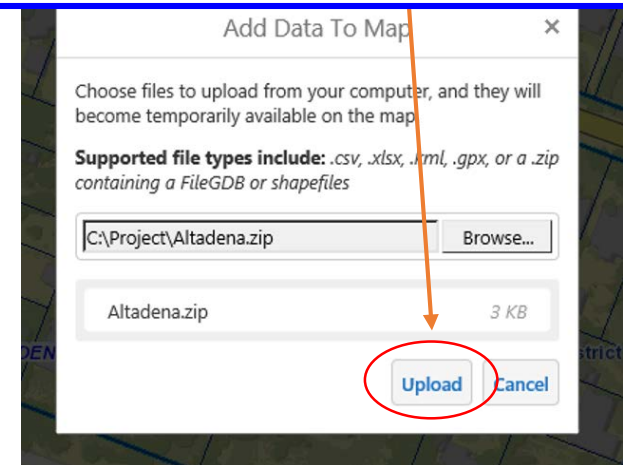 Add Data To Map ×
Choose files to upload from your computer, and they will
become temporarily available on the map.
Supported file types include: .csv, .xlsx, .kml, .gpx, or a .zip
containing a FileGDB or shapefiles
C:\Project\Altadena.zip Browse...
Altadena.zip 3 KB
DEN strict
Upload Cancel